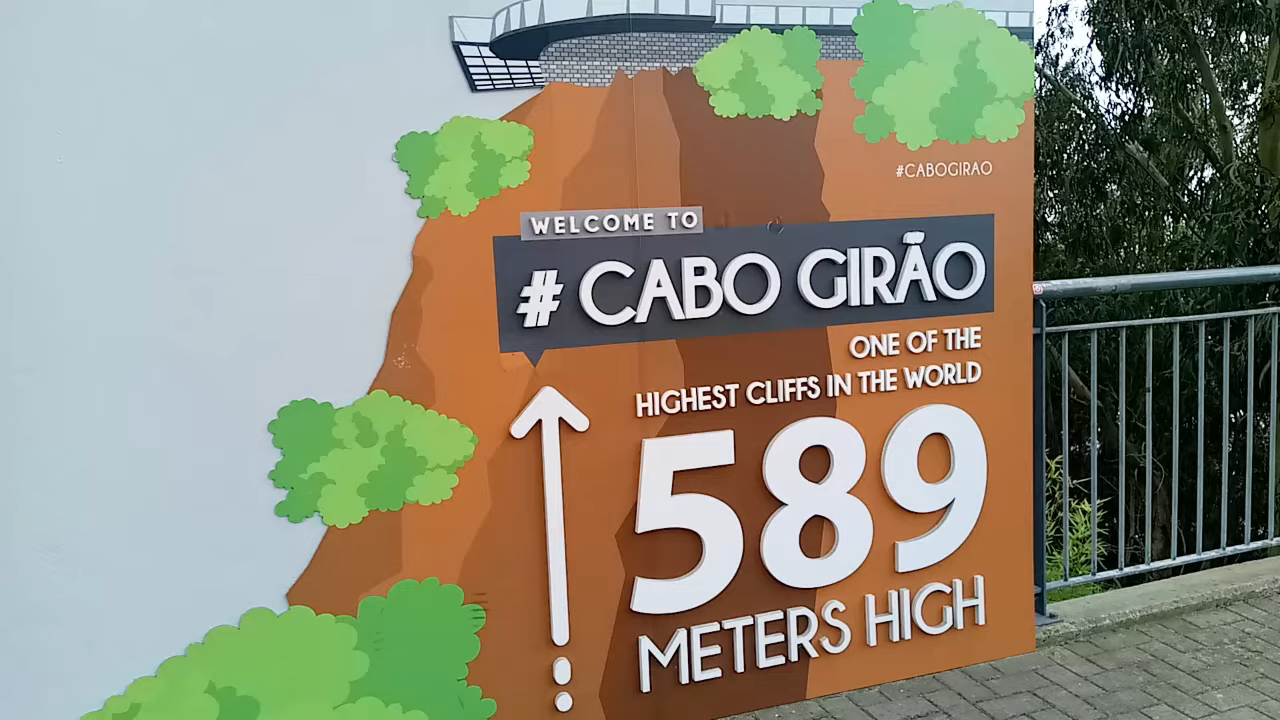 #CABOGIRAO
WELCOME TO
# CABO GIRÃO
ONE OF THE
HIGHEST CLIFFS IN THE WORLD
589
METERS HIGH